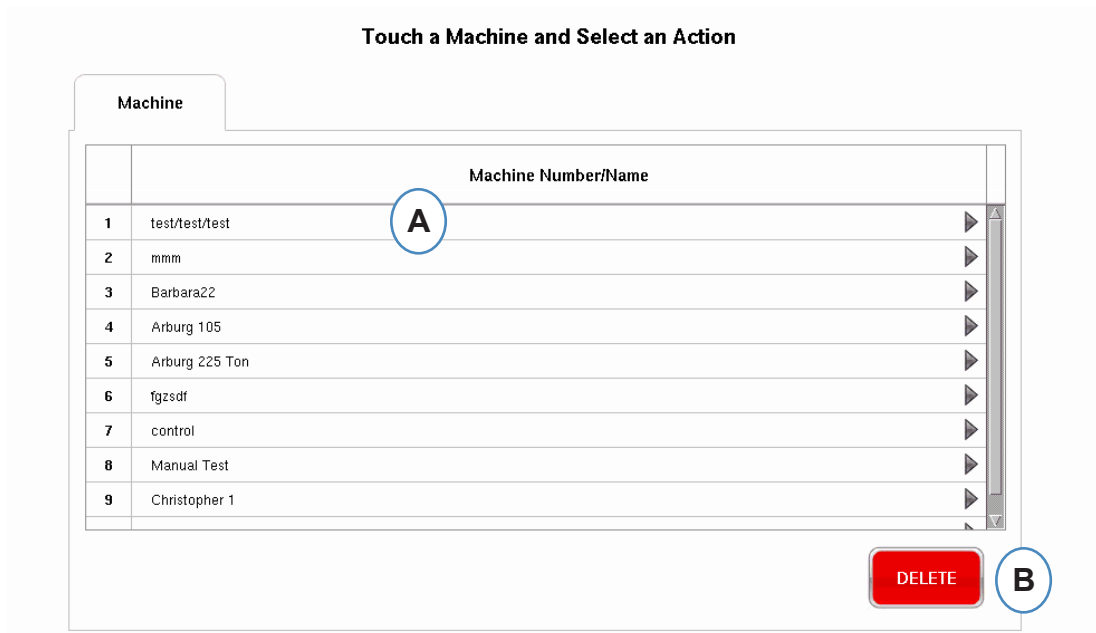 Touch a Machine and Select an Action
Machine
Machine Number/Name
A
1 test/test/test
2 mmm
3 Barbara22
4 Arburg 105
5 Arburg 225 Ton
6 fgzsdf
7 control
8 Manual Test
9 Christopher 1
DELETE B